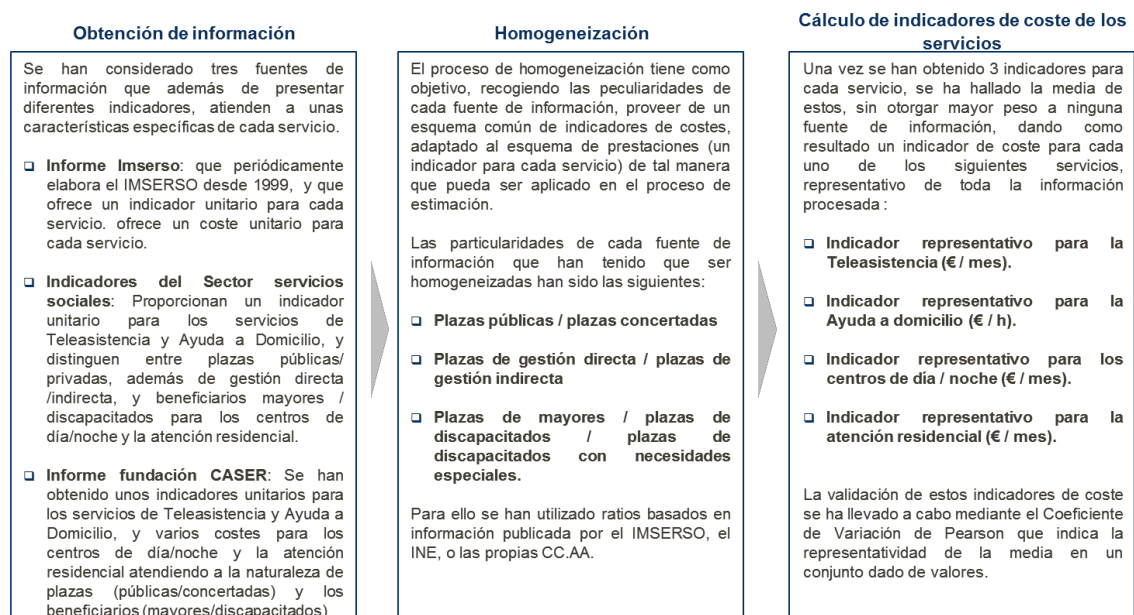 Obtención de información
Se han considerado tres fuentes de
información que además de presentar
diferentes indicadores, atienden a unas
características específicas de cada servicio.
❑ Informe Imserso: que periódicamente
elabora el IMSERSO desde 1999, y que
ofrece un indicador unitario para cada
servicio. ofrece un coste unitario para
cada servicio.
❑ Indicadores del Sector servicios
sociales: Proporcionan un indicador
unitario para los servicios de
Teleasistencia y Ayuda a Domicilio, y
distinguen entre plazas públicas/
privadas, además de gestión directa
/indirecta, y beneficiarios mayores /
discapacitados para los centros de
día/noche y la atención residencial.
❑ Informe fundación CASER: Se han
obtenido unos indicadores unitarios para
los servicios de Teleasistencia y Ayuda a
Domicilio, y varios costes para los
centros de día/noche y la atención
residencial atendiendo a la naturaleza de
plazas (públicas/concertadas) y los
beneficiarios (mayores/discapacitados)
Homogeneización
El proceso de homogeneización tiene como
objetivo, recogiendo las peculiaridades de
cada fuente de información, proveer de un
esquema común de indicadores de costes,
adaptado al esquema de prestaciones (un
indicador para cada servicio) de tal manera
que pueda ser aplicado en el proceso de
estimación.
Las particularidades de cada fuente de
información que han tenido que ser
homogeneizadas han sido las siguientes:
❑ Plazas públicas / plazas concertadas
❑ Plazas de gestión directa / plazas de
gestión indirecta
❑ Plazas de mayores / plazas de
discapacitados / plazas de
discapacitados con necesidades
especiales.
Para ello se han utilizado ratios basados en
información publicada por el IMSERSO, el
INE, o las propias CC.AA.
Cálculo de indicadores de coste de los
servicios
Una vez se han obtenido 3 indicadores para
cada servicio, se ha hallado la media de
estos, sin otorgar mayor peso a ninguna
fuente de información, dando como
resultado un indicador de coste para cada
uno de los siguientes servicios,
representativo de toda la información
procesada :
❑ Indicador representativo para la
Teleasistencia (€ / mes).
❑ Indicador representativo para la
Ayuda a domicilio (€ / h).
❑ Indicador representativo para los
centros de día / noche (€ / mes).
❑ Indicador representativo para la
atención residencial (€ / mes).
La validación de estos indicadores de coste
se ha llevado a cabo mediante el Coeficiente
de Variación de Pearson que indica la
representatividad de la media en un
conjunto dado de valores.